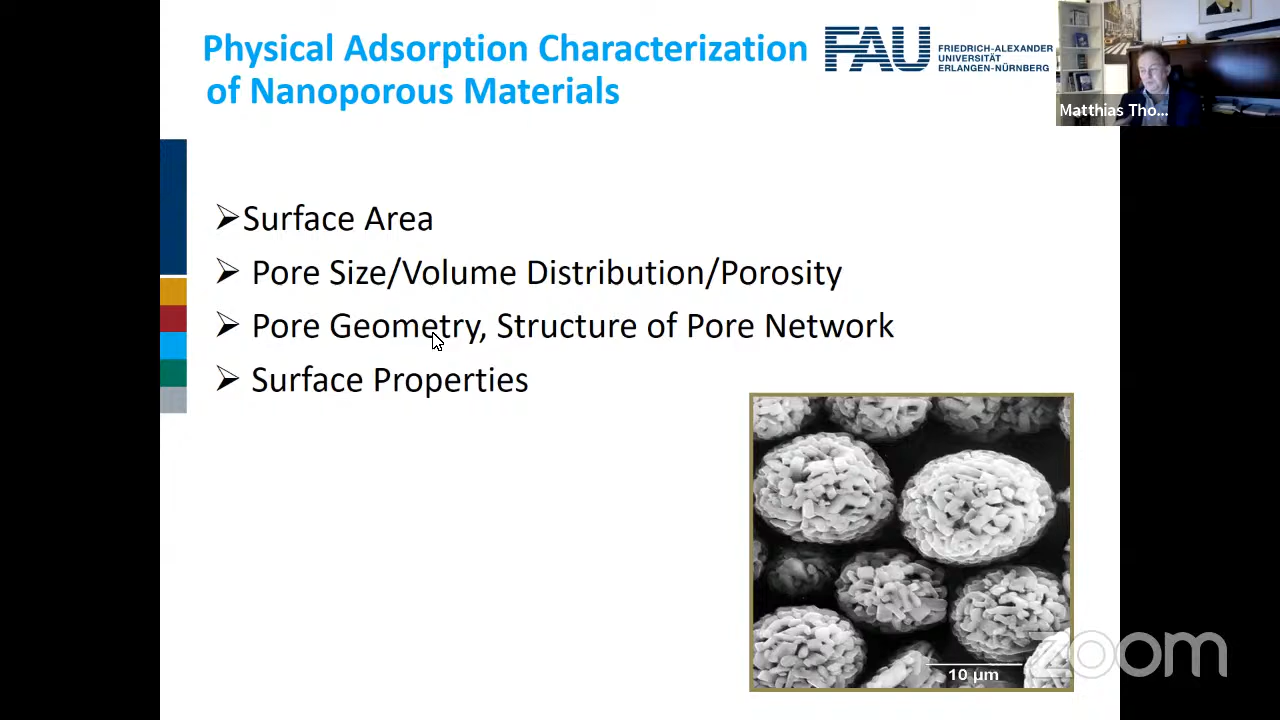 Physical Adsorption Characterization
of Nanoporous Materials
FAU
FRIEDRICH-ALEXANDER
UNIVERSITÄT
ERLANGEN-NÜRNBERG
Matthias Tho...
➢Surface Area
➢ Pore Size/Volume Distribution/Porosity
➢ Pore Geometry, Structure of Pore Network
➢ Surface Properties
10 µm
zoom